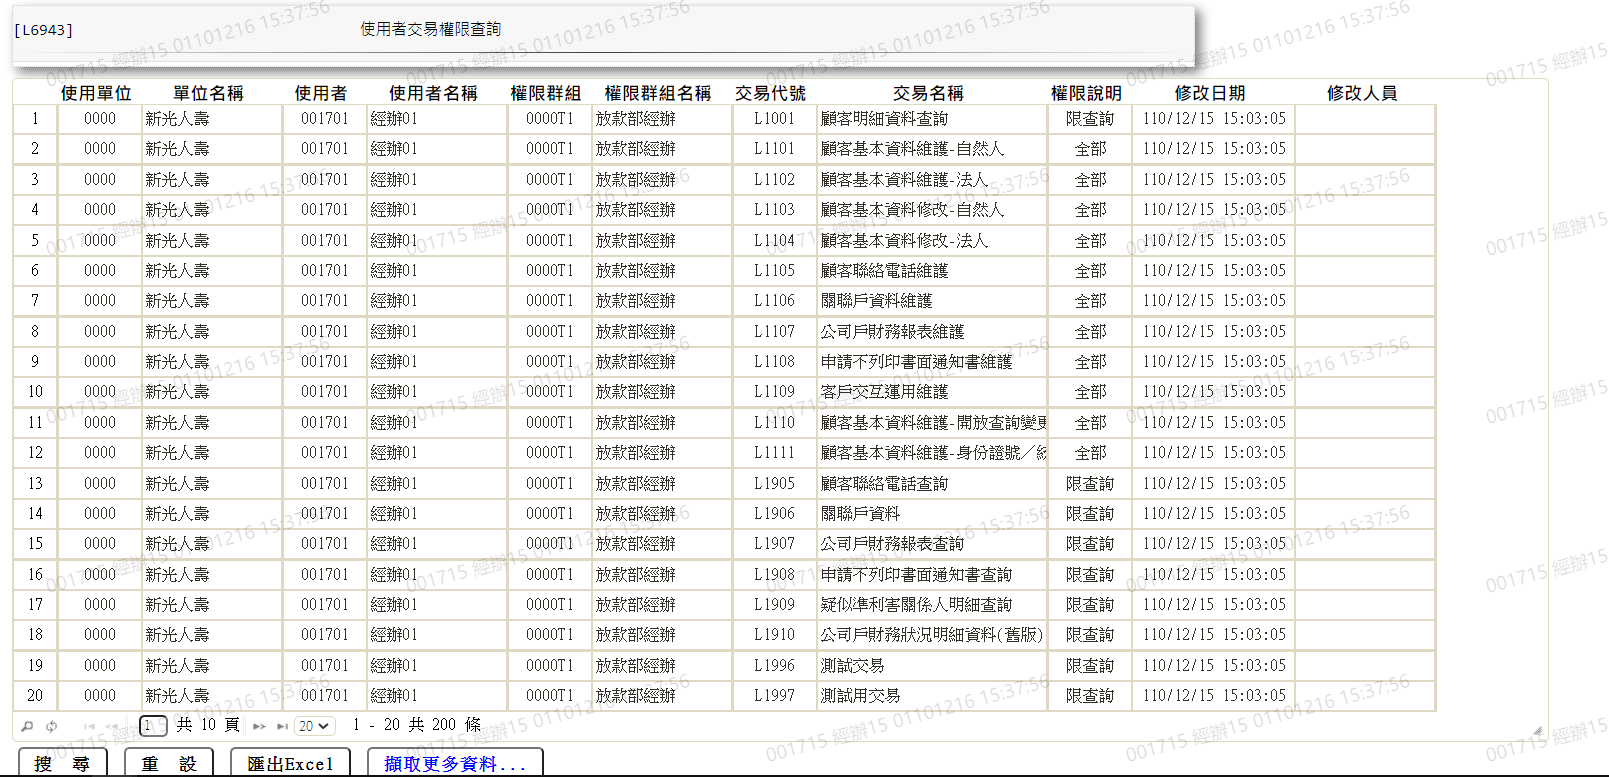 [L6943] 使用者交易權限查詢
使用單位 單位名稱 使用者 使用者名稱 權限群組 權限群組名稱 交易代號 交易名稱 權限說明 修改日期 修改人員
1 0000 新光人壽 001701 經辦01 0000T1 放款部經辦 L1001 顧客明細資料查詢 限查詢 110/12/15 15:03:05
2 0000 新光人壽 001701 經辦01 0000T1 放款部經辦 L1101 顧客基本資料維護-自然人 全部 110/12/15 15:03:05
3 0000 新光人壽 001701 經辦01 0000T1 放款部經辦 L1102 顧客基本資料維護-法人 全部 110/12/15 15:03:05
4 0000 新光人壽 001701 經辦01 0000T1 放款部經辦 L1103 顧客基本資料修改-自然人 全部 110/12/15 15:03:05
5 0000 新光人壽 001701 經辦01 0000T1 放款部經辦 L1104 顧客基本資料修改-法人 全部 110/12/15 15:03:05
6 0000 新光人壽 001701 經辦01 0000T1 放款部經辦 L1105 顧客聯絡電話維護 全部 110/12/15 15:03:05
7 0000 新光人壽 001701 經辦01 0000T1 放款部經辦 L1106 關聯戶資料維護 全部 110/12/15 15:03:05
8 0000 新光人壽 001701 經辦01 0000T1 放款部經辦 L1107 公司戶財務報表維護 全部 110/12/15 15:03:05
9 0000 新光人壽 001701 經辦01 0000T1 放款部經辦 L1108 申請不列印書面通知書維護 全部 110/12/15 15:03:05
10 0000 新光人壽 001701 經辦01 0000T1 放款部經辦 L1109 客戶交互運用維護 全部 110/12/15 15:03:05
11 0000 新光人壽 001701 經辦01 0000T1 放款部經辦 L1110 顧客基本資料維護-開放查詢變更 全部 110/12/15 15:03:05
12 0000 新光人壽 001701 經辦01 0000T1 放款部經辦 L1111 顧客基本資料維護-身份證號／統 全部 110/12/15 15:03:05
13 0000 新光人壽 001701 經辦01 0000T1 放款部經辦 L1905 顧客聯絡電話查詢 限查詢 110/12/15 15:03:05
14 0000 新光人壽 001701 經辦01 0000T1 放款部經辦 L1906 關聯戶資料 限查詢 110/12/15 15:03:05
15 0000 新光人壽 001701 經辦01 0000T1 放款部經辦 L1907 公司戶財務報表查詢 限查詢 110/12/15 15:03:05
16 0000 新光人壽 001701 經辦01 0000T1 放款部經辦 L1908 申請不列印書面通知書查詢 限查詢 110/12/15 15:03:05
17 0000 新光人壽 001701 經辦01 0000T1 放款部經辦 L1909 疑似準利害關係人明細查詢 限查詢 110/12/15 15:03:05
18 0000 新光人壽 001701 經辦01 0000T1 放款部經辦 L1910 公司戶財務狀況明細資料(舊版) 限查詢 110/12/15 15:03:05
19 0000 新光人壽 001701 經辦01 0000T1 放款部經辦 L1996 測試交易 限查詢 110/12/15 15:03:05
20 0000 新光人壽 001701 經辦01 0000T1 放款部經辦 L1997 測試用交易 限查詢 110/12/15 15:03:05
1 共 10 頁 20 1 - 20 共 200 條
搜 尋 重 設 匯出Excel 擷取更多資料...
001715 經辦15 01101216 15:37:56